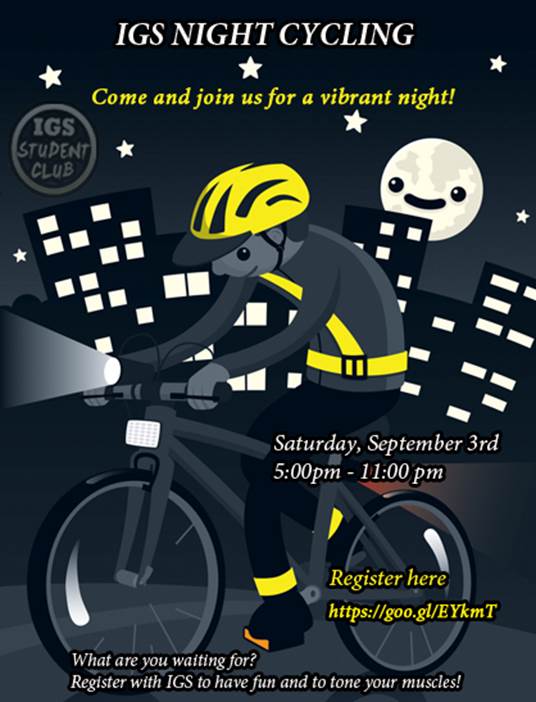 IGS NIGHT CYCLING
Come and join us for a vibrant night!
IGS
STUDENT
CLUB
Saturday, September 3rd
5:00pm - 11:00 pm
Register here
https://goo.gl/EYkmT
What are you waiting for?
Register with IGS to have fun and to tone your muscles!